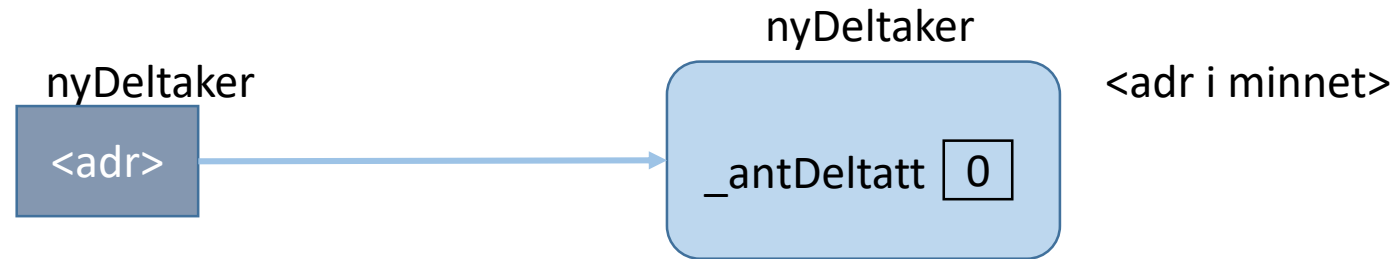 nyDeltaker
nyDeltaker
<adr i minnet>
<adr>
_antDeltatt 0